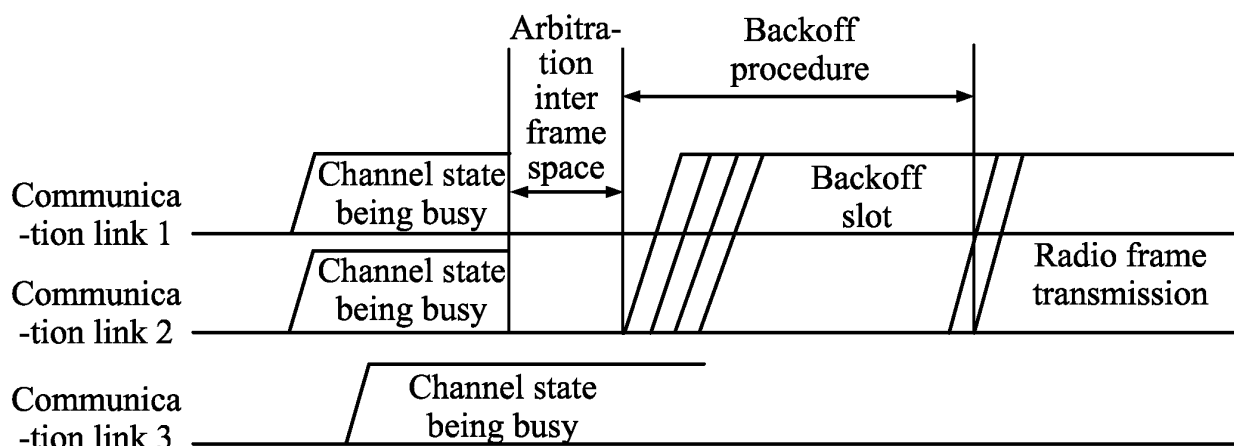 Arbitra-
tion
inter
frame
space
Backoff
procedure
Communica
-tion link 1
Channel state
being busy
Backoff
slot
Communica
-tion link 2
Channel state
being busy
Radio frame
transmission
Communica
-tion link 3
Channel state
being busy